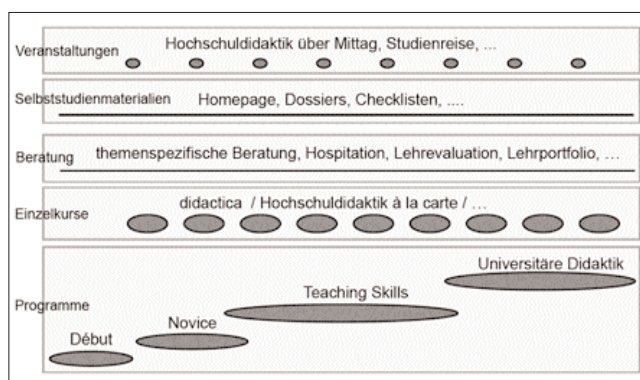 Veranstaltungen
Hochschuldidaktik über Mittag, Studienreise, ...
Selbststudienmaterialien
Homepage, Dossiers, Checklisten, ....
Beratung
themenspezifische Beratung, Hospitation, Lehrevaluation, Lehrportfolio, ...
Einzelkurse
didactica / Hochschuldidaktik à la carte / ...
Programme
Universitäre Didaktik
Teaching Skills
Novice
Début